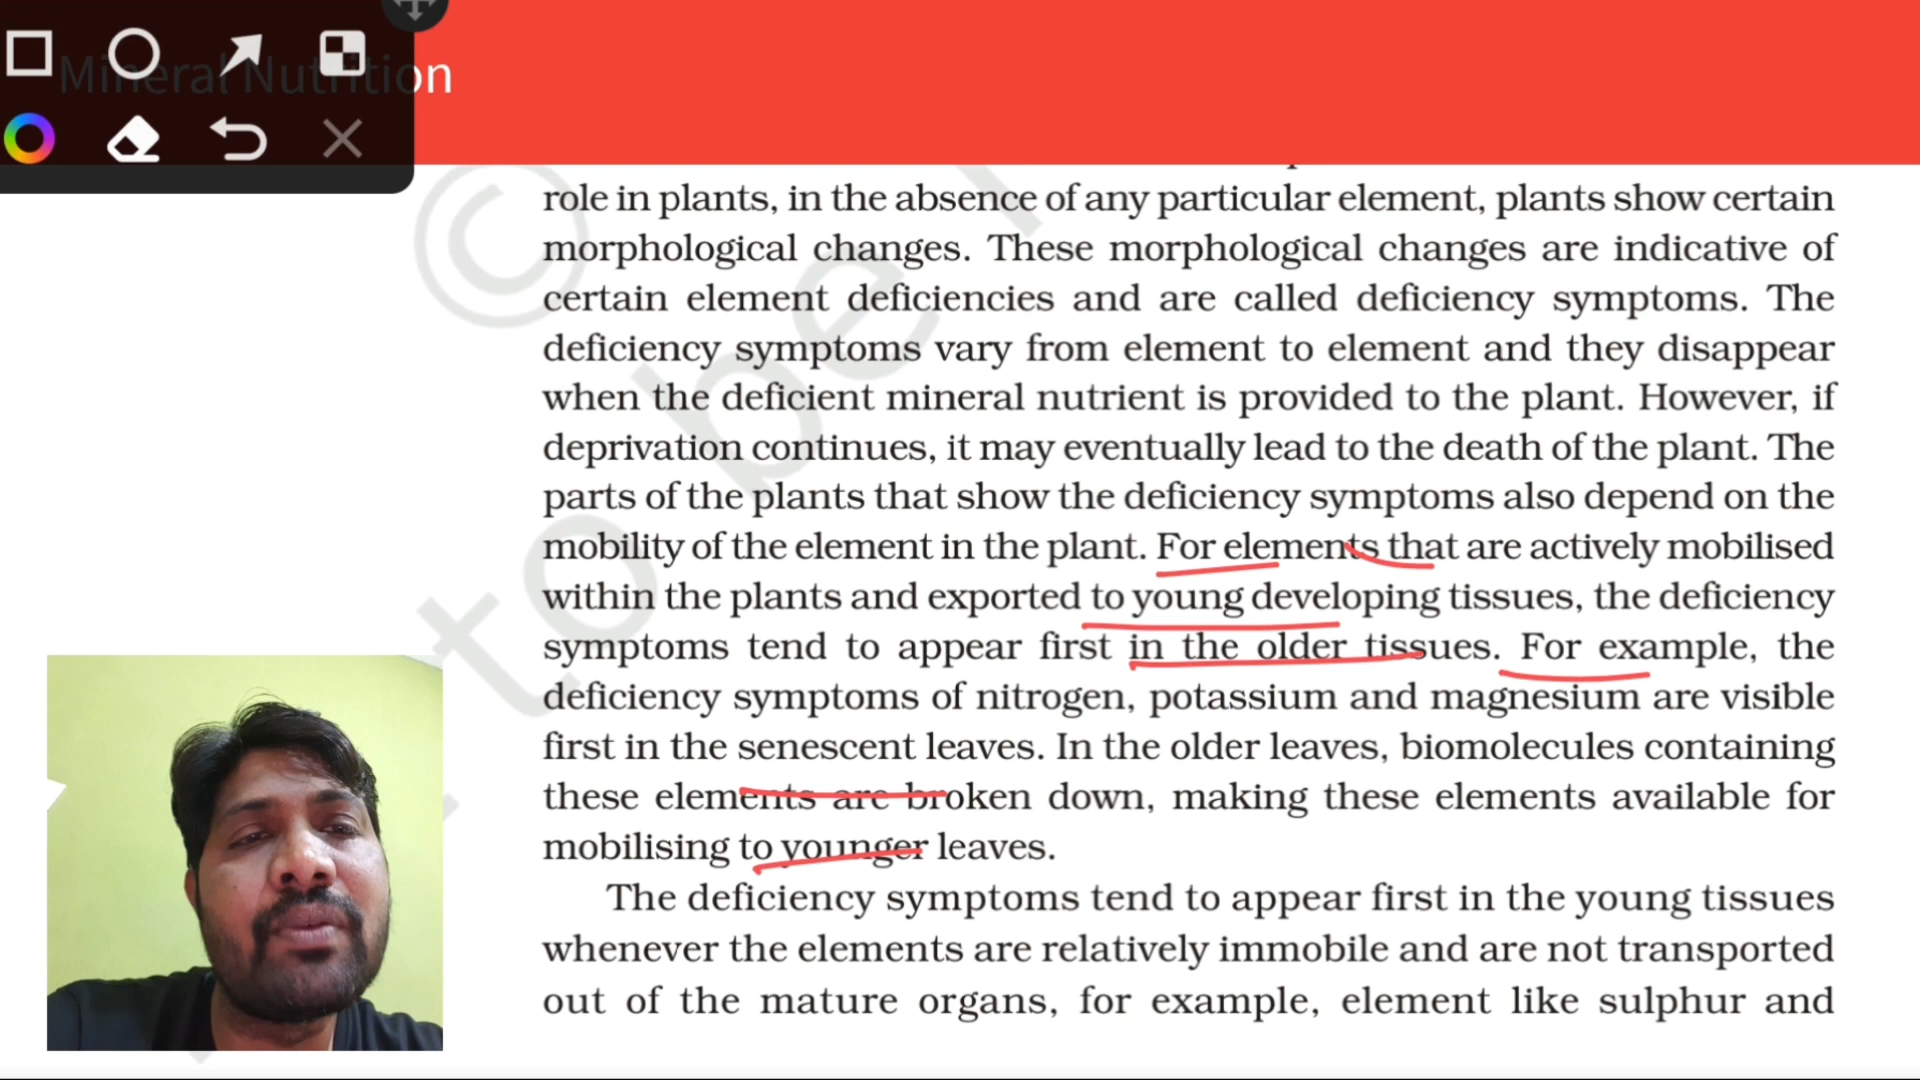 Mineral Nutrition
role in plants, in the absence of any particular element, plants show certain
morphological changes. These morphological changes are indicative of
certain element deficiencies and are called deficiency symptoms. The
deficiency symptoms vary from element to element and they disappear
when the deficient mineral nutrient is provided to the plant. However, if
deprivation continues, it may eventually lead to the death of the plant. The
parts of the plants that show the deficiency symptoms also depend on the
mobility of the element in the plant. For elements that are actively mobilised
within the plants and exported to young developing tissues, the deficiency
symptoms tend to appear first in the older tissues. For example, the
deficiency symptoms of nitrogen, potassium and magnesium are visible
first in the senescent leaves. In the older leaves, biomolecules containing
these elements are broken down, making these elements available for
mobilising to younger leaves.
The deficiency symptoms tend to appear first in the young tissues
whenever the elements are relatively immobile and are not transported
out of the mature organs, for example, element like sulphur and
© to be